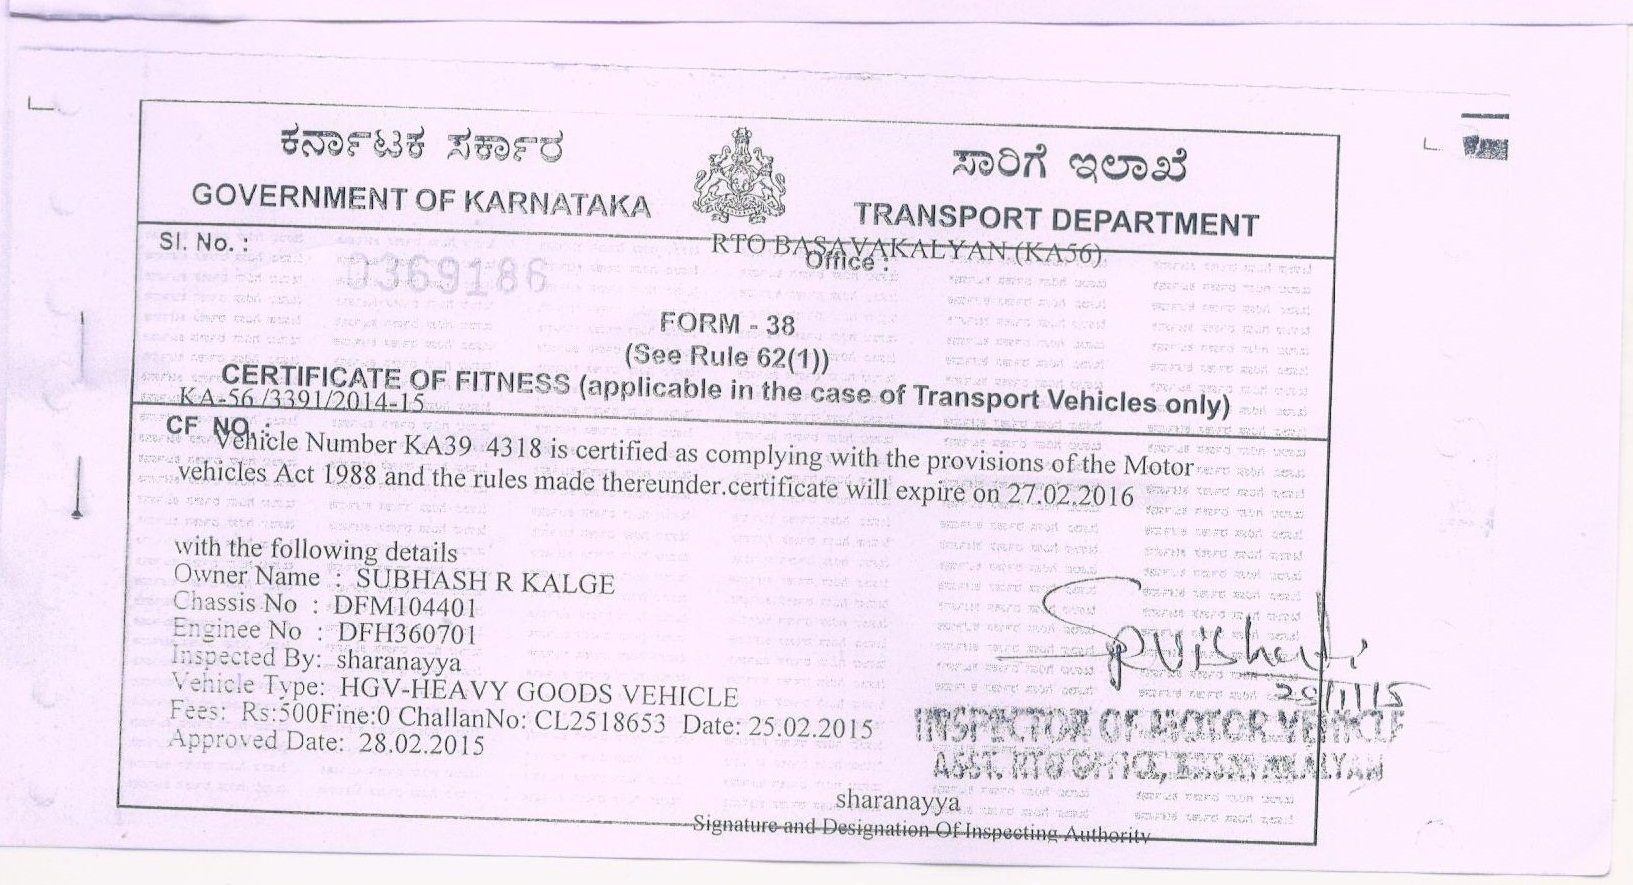 ಕರ್ನಾಟಕ ಸರ್ಕಾರ
GOVERNMENT OF KARNATAKA
ಸಾರಿಗೆ ಇಲಾಖೆ
TRANSPORT DEPARTMENT
Sl. No. : 0369186
RTO BASAVAKALYAN (KA56)
Office :
FORM - 38
(See Rule 62(1))
CERTIFICATE OF FITNESS (applicable in the case of Transport Vehicles only)
KA-56 /3391/2014-15
CF NO. :
Vehicle Number KA39 4318 is certified as complying with the provisions of the Motor
vehicles Act 1988 and the rules made thereunder.certificate will expire on 27.02.2016
with the following details
Owner Name : SUBHASH R KALGE
Chassis No : DFM104401
Enginee No : DFH360701
Inspected By: sharanayya
Vehicle Type: HGV-HEAVY GOODS VEHICLE
Fees: Rs:500Fine:0 ChallanNo: CL2518653 Date: 25.02.2015
Approved Date: 28.02.2015
INSPECTOR OF MOTOR VEHICLE
ASST. RTO OFFICE, BASAVAKALYAN
sharanayya
Signature and Designation Of Inspecting Authority